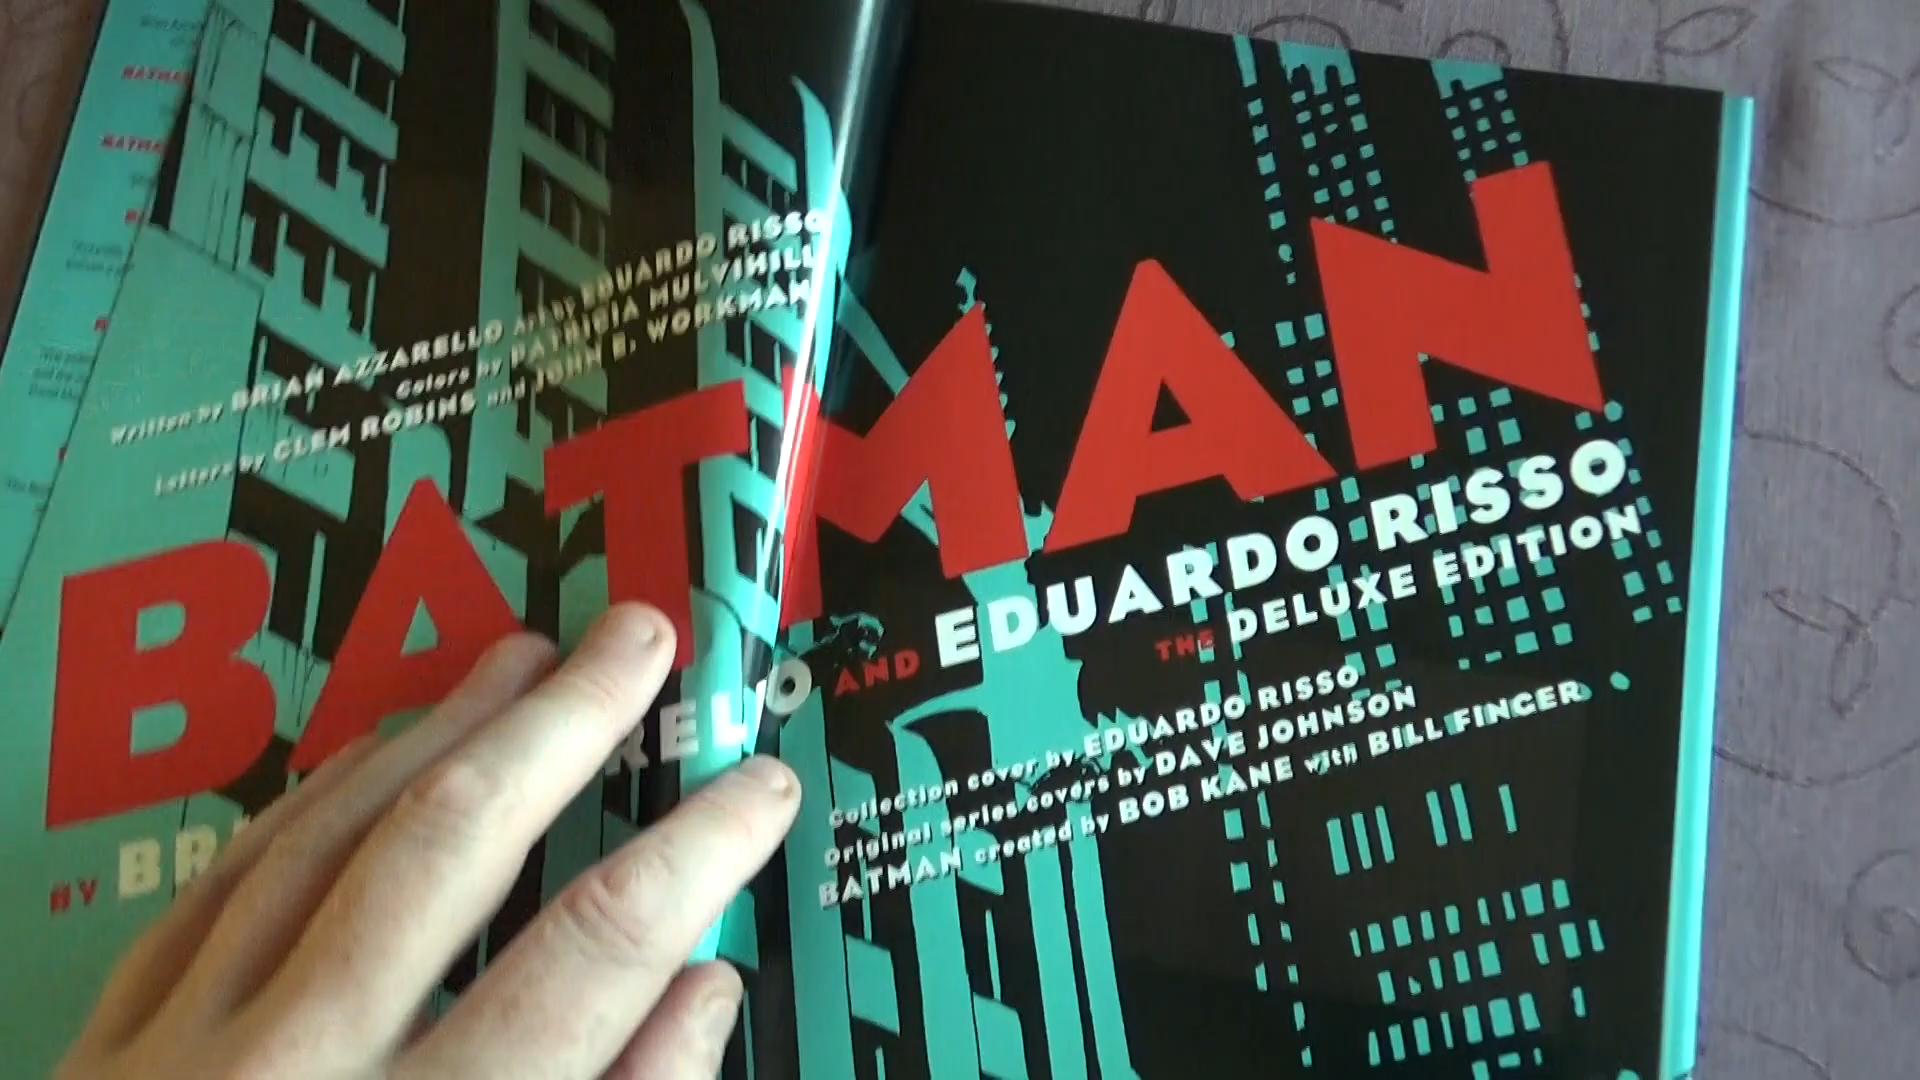 Written by BRIAN AZZARELLO Art by EDUARDO RISSO
Colors by PATRICIA MULVIHILL
Letters by CLEM ROBINS and JOHN E. WORKMAN
BATMAN
BY AND EDUARDO RISSO
THE DELUXE EDITION
Collection cover by EDUARDO RISSO
Original series covers by DAVE JOHNSON
BATMAN created by BOB KANE with BILL FINGER